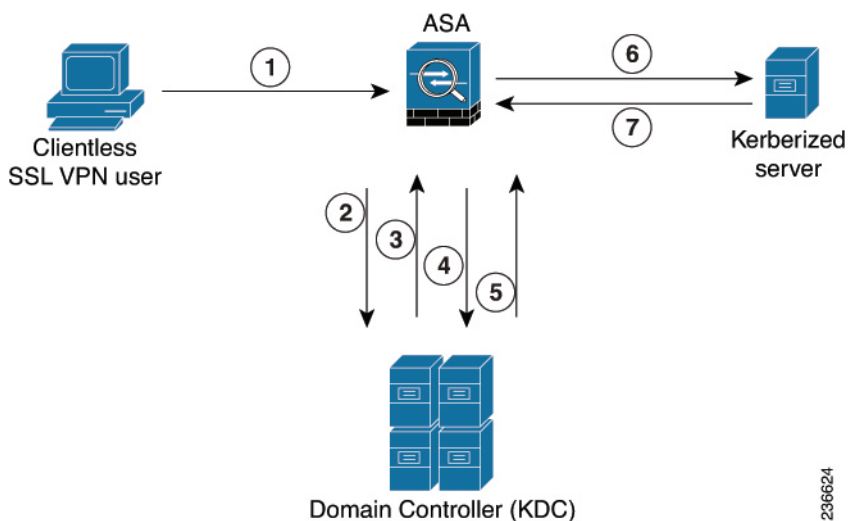 ASA
1
6
7
Clientless
SSL VPN user
Kerberized
server
2
3
4
5
Domain Controller (KDC)
236624